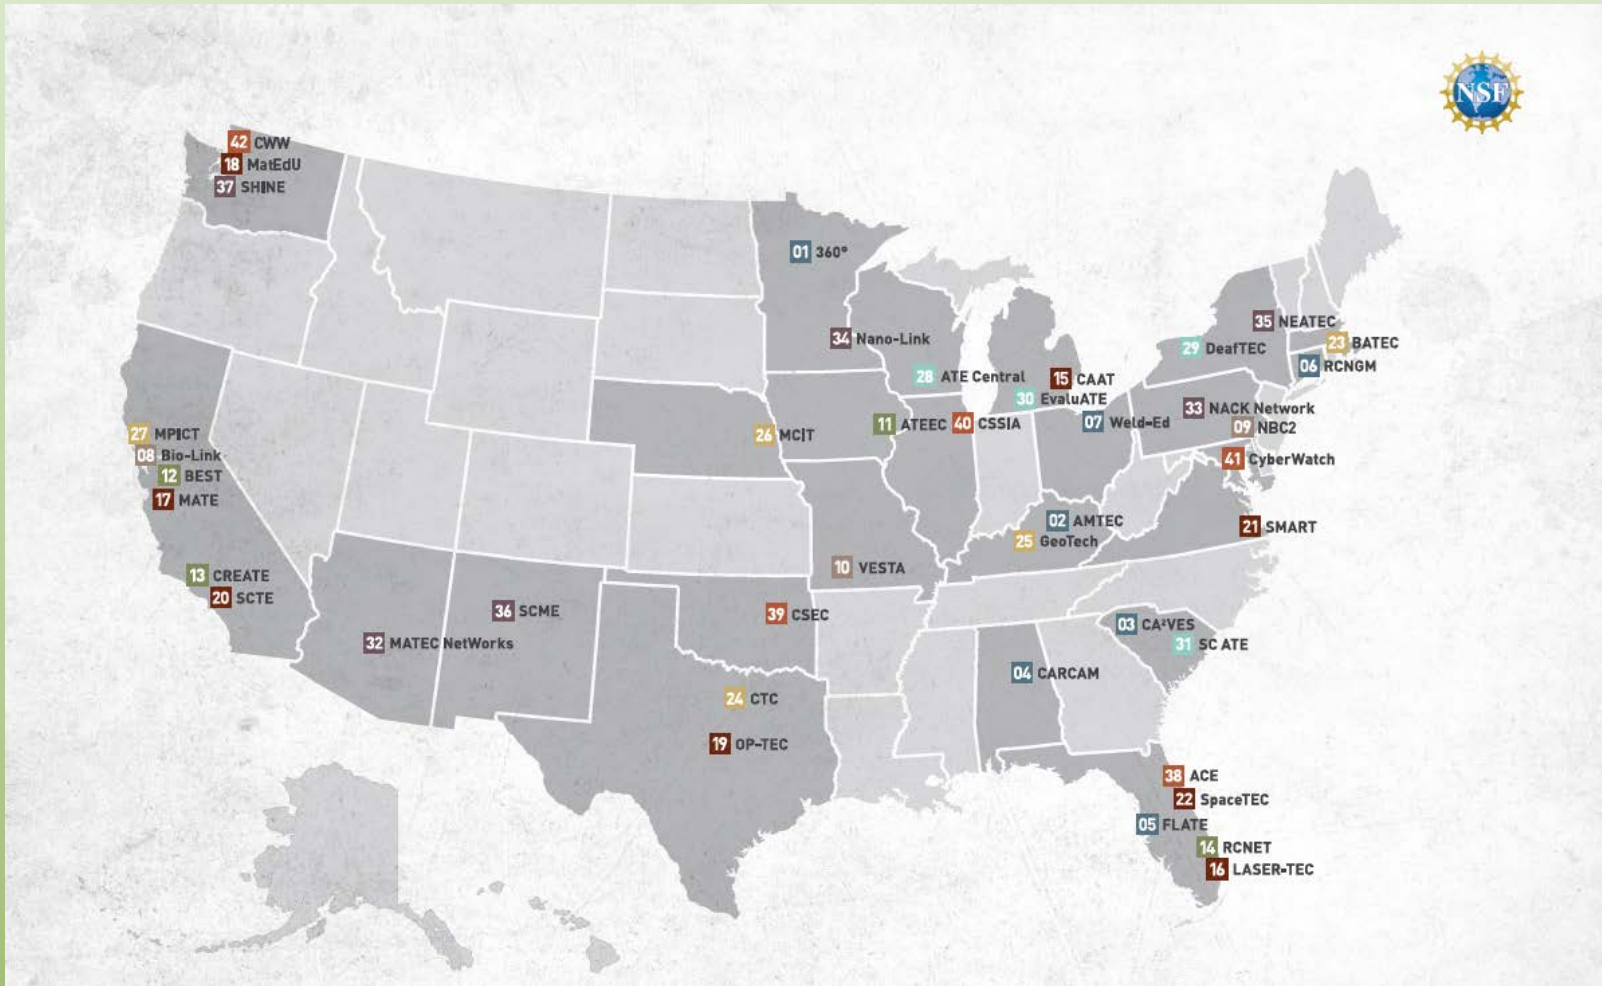 NSF
42 CWW
18 MatEdU
37 SHINE
01 360°
35 NEATEC
34 Nano-Link
29 DeafTEC
23 BATEC
06 RCNGM
28 ATE Central
15 CAAT
30 EvaluATE
33 NACK Network
07 Weld-Ed
11 ATEEC
40 CSSIA
09 NBC2
27 MPICT
26 MCIT
08 Bio-Link
41 CyberWatch
12 BEST
17 MATE
02 AMTEC
21 SMART
25 GeoTech
10 VESTA
13 CREATE
20 SCTE
36 SCME
39 CSEC
03 CA²VES
32 MATEC NetWorks
31 SC ATE
04 CARCAM
24 CTC
19 OP-TEC
38 ACE
22 SpaceTEC
05 FLATE
14 RCNET
16 LASER-TEC